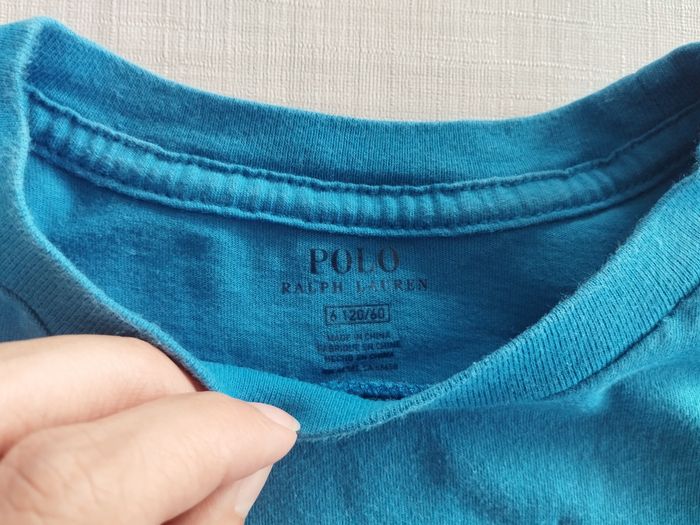 POLO
RALPH LAUREN
6 120/60
MADE IN CHINA
FABRIQUÉ EN CHINE
HECHO EN CHINA